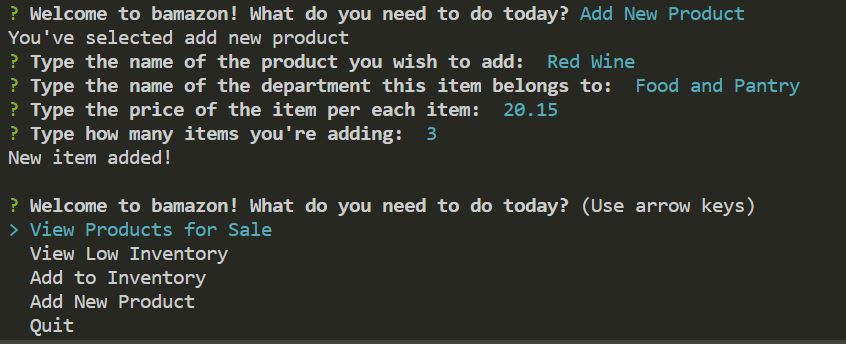 ? Welcome to bamazon! What do you need to do today? Add New Product
You've selected add new product
? Type the name of the product you wish to add:  Red Wine
? Type the name of the department this item belongs to:  Food and Pantry
? Type the price of the item per each item:  20.15
? Type how many items you're adding:  3
New item added!
? Welcome to bamazon! What do you need to do today? (Use arrow keys)
> View Products for Sale
View Low Inventory
Add to Inventory
Add New Product
Quit